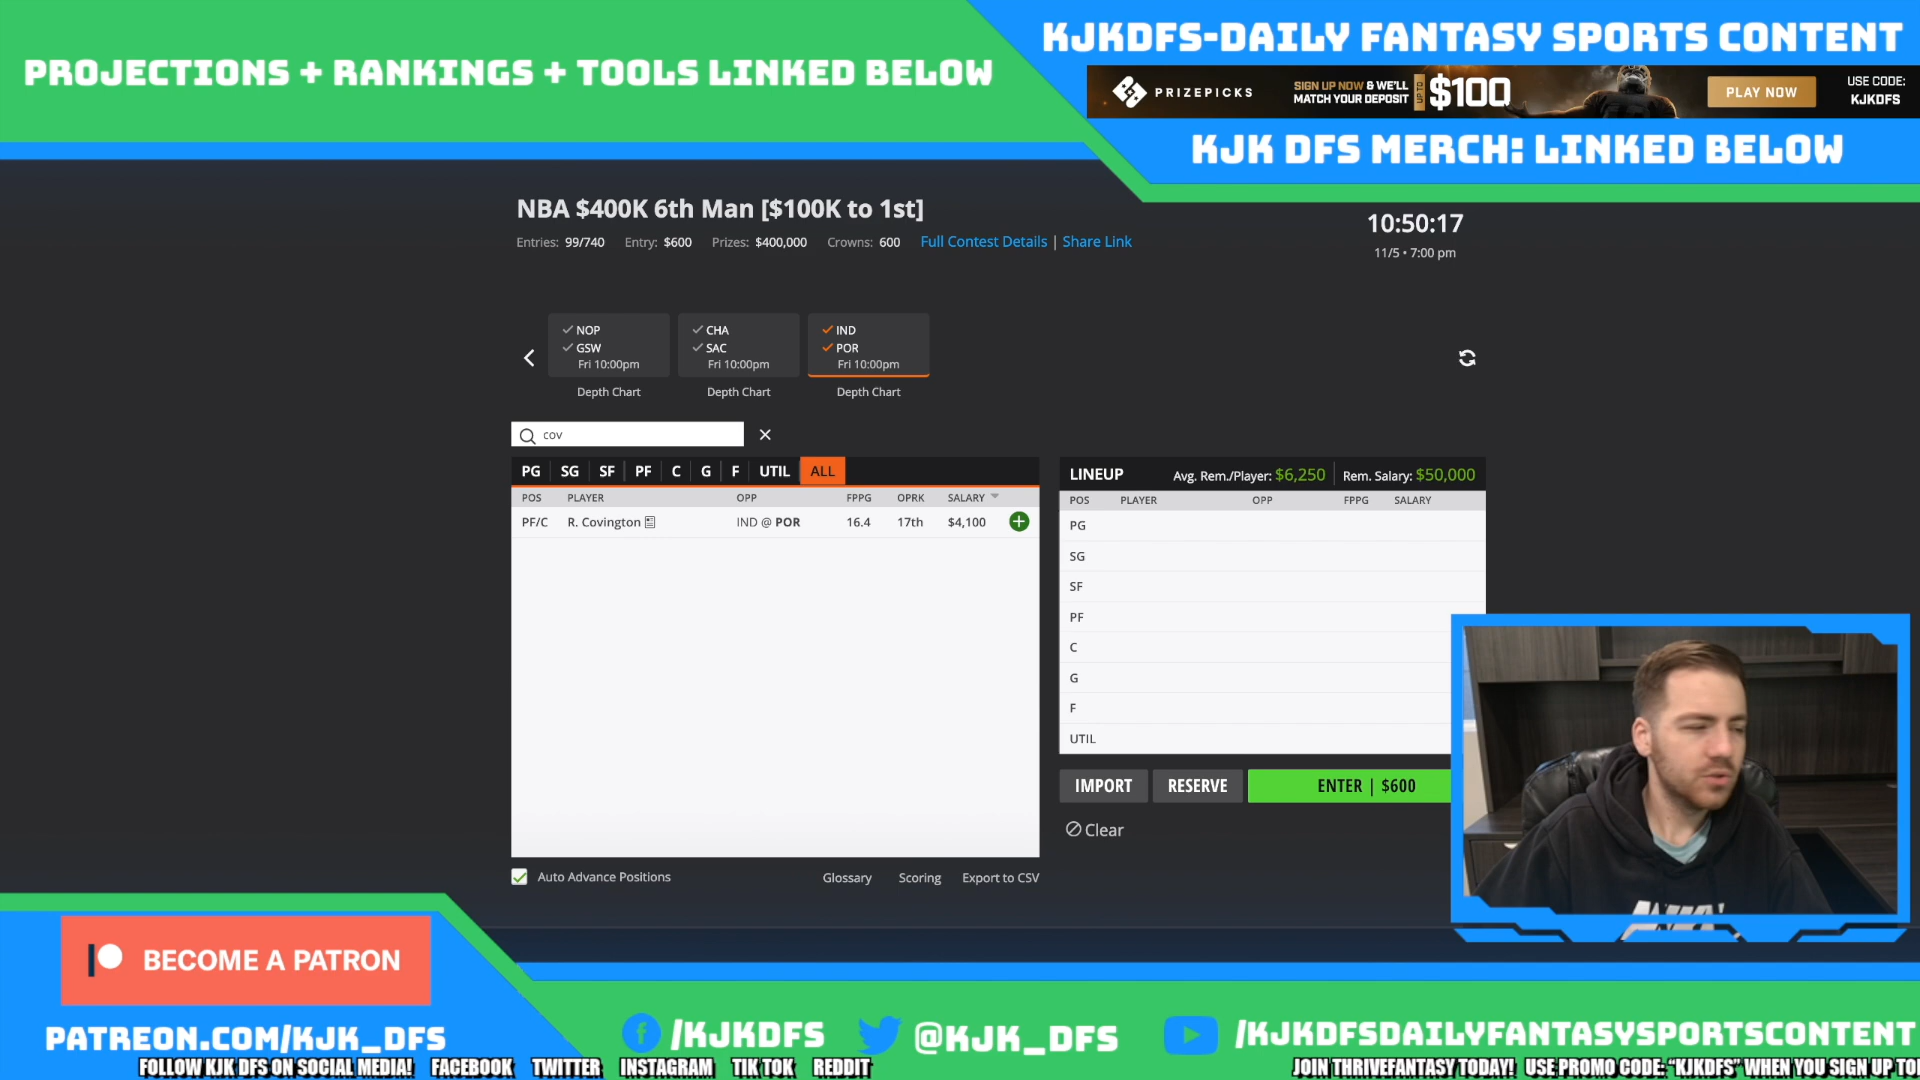 PROJECTIONS + RANKINGS + TOOLS LINKED BELOW
KJKDFS-DAILY FANTASY SPORTS CONTENT
PRIZEPICKS
SIGN UP NOW & WE'LL
MATCH YOUR DEPOSIT
UP TO
$100
PLAY NOW
USE CODE:
KJKDFS
KJK DFS MERCH: LINKED BELOW
NBA $400K 6th Man [$100K to 1st]
10:50:17
Entries: 99/740 Entry: $600 Prizes: $400,000 Crowns: 600 Full Contest Details | Share Link
11/5 • 7:00 pm
NOP CHA IND
GSW SAC POR
Fri 10:00pm Fri 10:00pm Fri 10:00pm
Depth Chart Depth Chart Depth Chart
cov
PG SG SF PF C G F UTIL ALL
POS PLAYER OPP FPPG OPRK SALARY
PF/C R. Covington IND @ POR 16.4 17th $4,100
LINEUP Avg. Rem./Player: $6,250 Rem. Salary: $50,000
POS PLAYER OPP FPPG SALARY
PG
SG
SF
PF
C
G
F
UTIL
IMPORT RESERVE ENTER | $600
Clear
Auto Advance Positions Glossary Scoring Export to CSV
BECOME A PATRON
PATREON.COM/KJK_DFS
/KJKDFS @KJK_DFS /KJKDFSDAILYFANTASYSPORTSCONTENT
FOLLOW KJK DFS ON SOCIAL MEDIA! FACEBOOK TWITTER INSTAGRAM TIK TOK REDDIT
JOIN THRIVEFANTASY TODAY! USE PROMO CODE: "KJKDFS" WHEN YOU SIGN UP TO